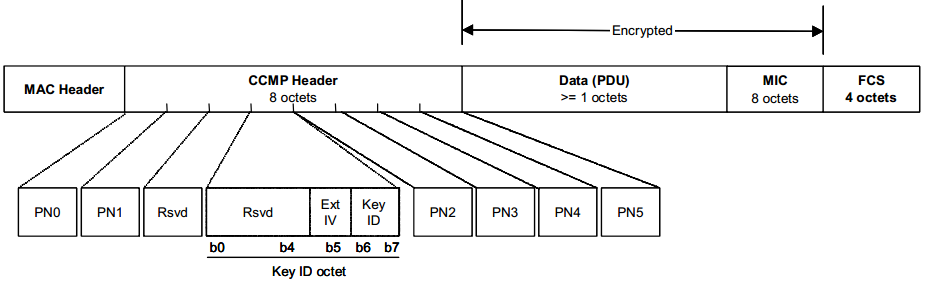 Encrypted
MAC Header
CCMP Header
8 octets
Data (PDU)
>= 1 octets
MIC
8 octets
FCS
4 octets
PN0
PN1
Rsvd
Rsvd
Ext
IV
Key
ID
PN2
PN3
PN4
PN5
b0 b4 b5 b6 b7
Key ID octet